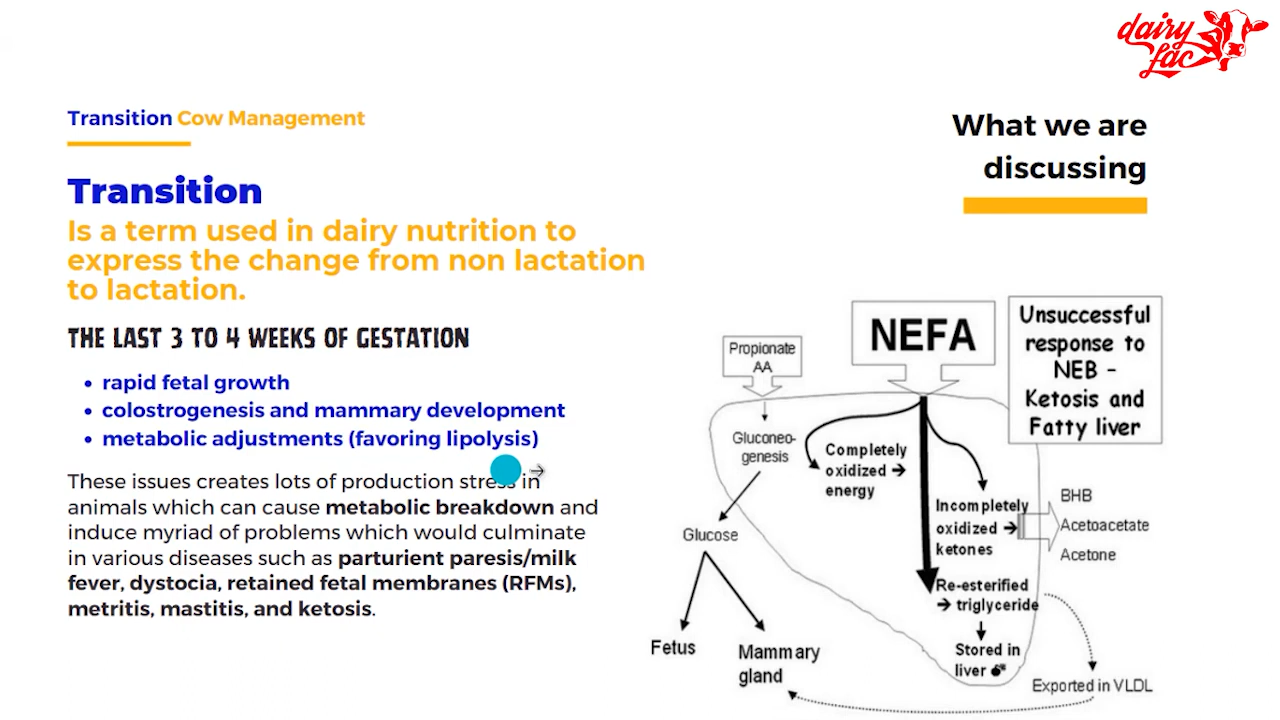 dairy
fac
Transition Cow Management
What we are
discussing
Transition
Is a term used in dairy nutrition to
express the change from non lactation
to lactation.
THE LAST 3 TO 4 WEEKS OF GESTATION
• rapid fetal growth
• colostrogenesis and mammary development
• metabolic adjustments (favoring lipolysis)
These issues creates lots of production stress in
animals which can cause metabolic breakdown and
induce myriad of problems which would culminate
in various diseases such as parturient paresis/milk
fever, dystocia, retained fetal membranes (RFMs),
metritis, mastitis, and ketosis.
Propionate
AA
NEFA
Unsuccessful
response to
NEB -
Ketosis and
Fatty liver
Gluconeo-
genesis
Completely
oxidized →
energy
Incompletely
oxidized →
ketones
BHB
Acetoacetate
Acetone
Glucose
Re-esterified
→ triglyceride
Fetus
Mammary
gland
Stored in
liver
Exported in VLDL